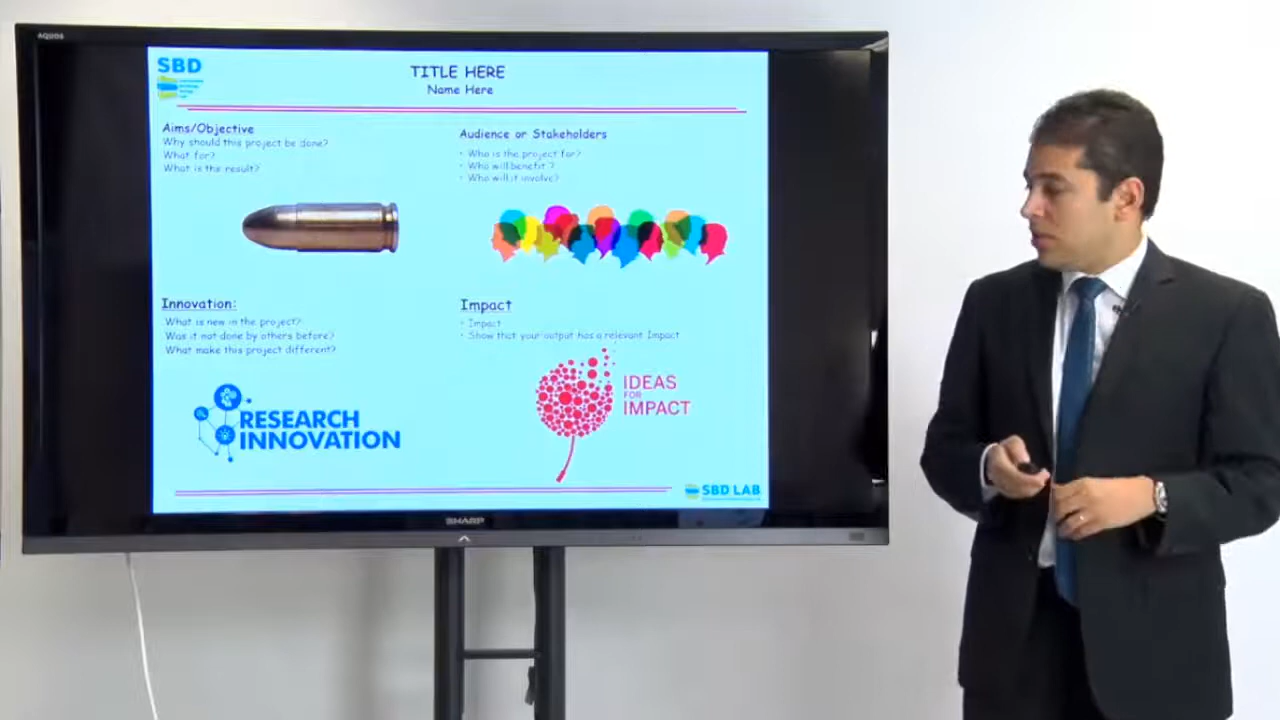 AQUOS
SBD
TITLE HERE
Name Here
Aims/Objective
Why should this project be done?
What for?
What is the result?
Audience or Stakeholders
• Who is the project for?
• Who will benefit ?
• Who will it involve?
Innovation:
What is new in the project?
Was it not done by others before?
What make this project different?
RESEARCH
INNOVATION
Impact
• Impact
• Show that your output has a relevant Impact
IDEAS
FOR
IMPACT
SBD LAB
SHARP